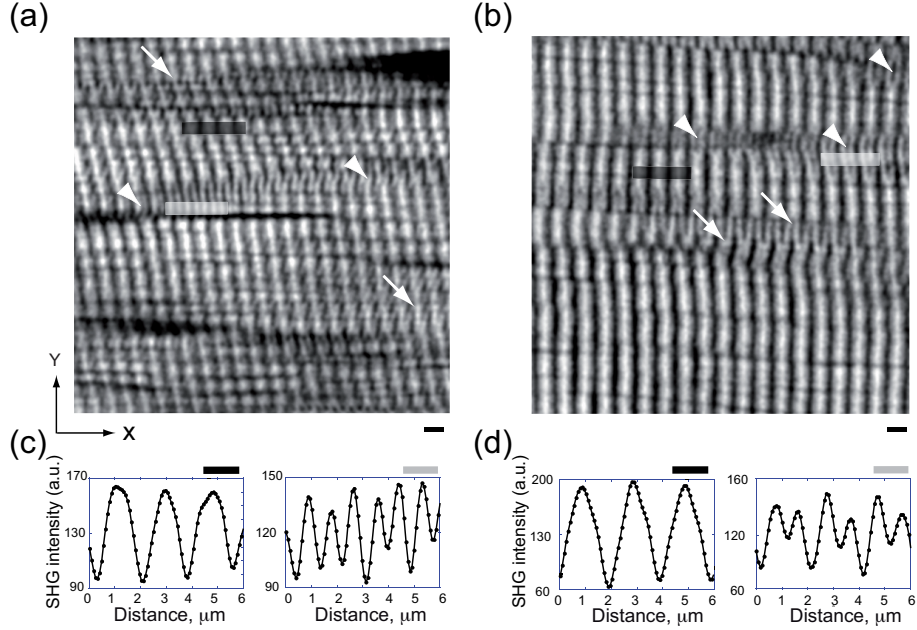 (a)
(b)
Y
X
(c)
(d)
SHG intensity (a.u.)
170
130
90
0 1 2 3 4 5 6
Distance, μm
150
120
90
0 1 2 3 4 5 6
Distance, μm
SHG intensity (a.u.)
200
130
60
0 1 2 3 4 5 6
Distance, μm
160
120
80
0 1 2 3 4 5 6
Distance, μm